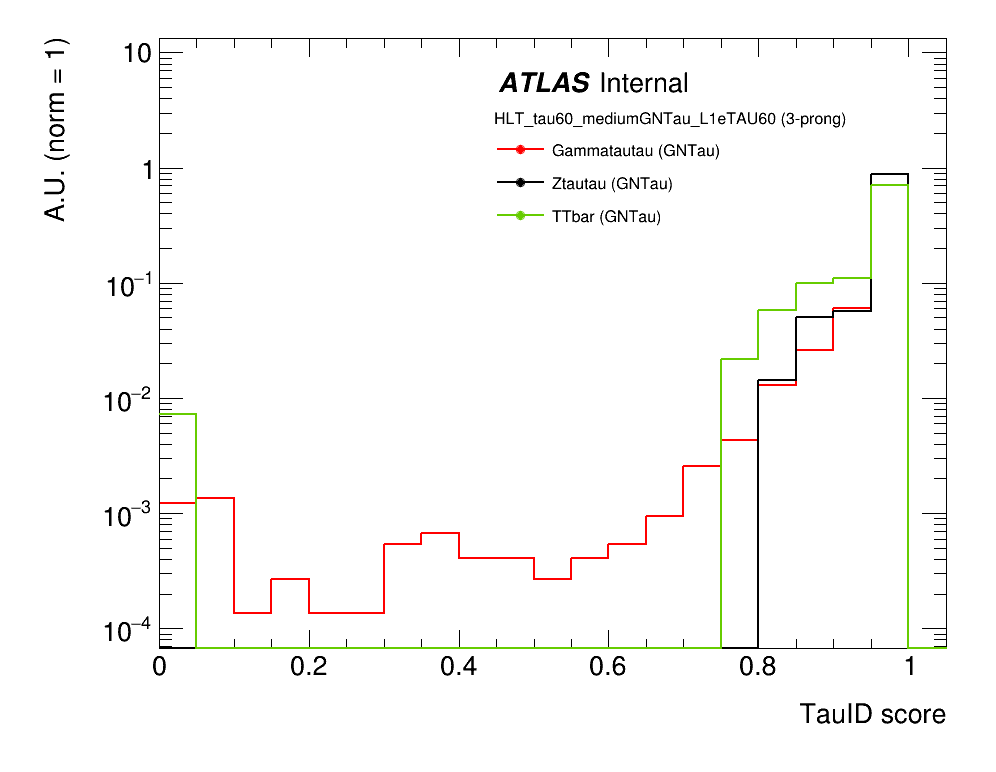 A.U. (norm = 1)
10
1
10⁻¹
10⁻²
10⁻³
10⁻⁴
ATLAS Internal
HLT_tau60_mediumGNTau_L1eTAU60 (3-prong)
Gammatautau (GNTau)
Ztautau (GNTau)
TTbar (GNTau)
0 0.2 0.4 0.6 0.8 1
TauID score